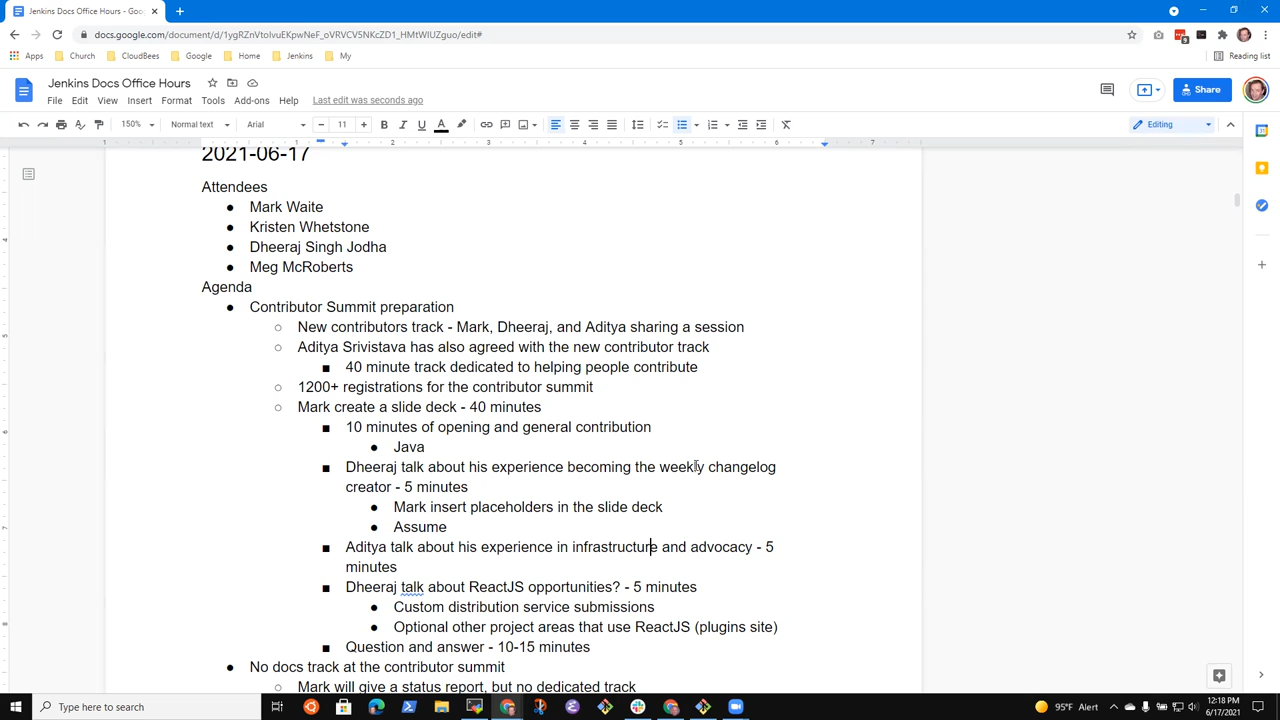 Jenkins Docs Office Hours - Goo
docs.google.com/document/d/1ygRZnVtoIvuEKpwNeF_oVRVCV5NKcZD1_HMtWIUZguo/edit#
Apps Church CloudBees Google Home Jenkins My Reading list
Jenkins Docs Office Hours
File Edit View Insert Format Tools Add-ons Help Last edit was seconds ago
Share
150% Normal text Arial 11 Editing
1 1 2 3 4 5 6 7
2021-06-17
Attendees
● Mark Waite
● Kristen Whetstone
● Dheeraj Singh Jodha
● Meg McRoberts
Agenda
● Contributor Summit preparation
○ New contributors track - Mark, Dheeraj, and Aditya sharing a session
○ Aditya Srivistava has also agreed with the new contributor track
■ 40 minute track dedicated to helping people contribute
○ 1200+ registrations for the contributor summit
○ Mark create a slide deck - 40 minutes
■ 10 minutes of opening and general contribution
● Java
■ Dheeraj talk about his experience becoming the weekly changelog
creator - 5 minutes
● Mark insert placeholders in the slide deck
● Assume
■ Aditya talk about his experience in infrastructure and advocacy - 5
minutes
■ Dheeraj talk about ReactJS opportunities? - 5 minutes
● Custom distribution service submissions
● Optional other project areas that use ReactJS (plugins site)
■ Question and answer - 10-15 minutes
● No docs track at the contributor summit
○ Mark will give a status report, but no dedicated track
Type here to search
95°F Alert
12:18 PM
6/17/2021